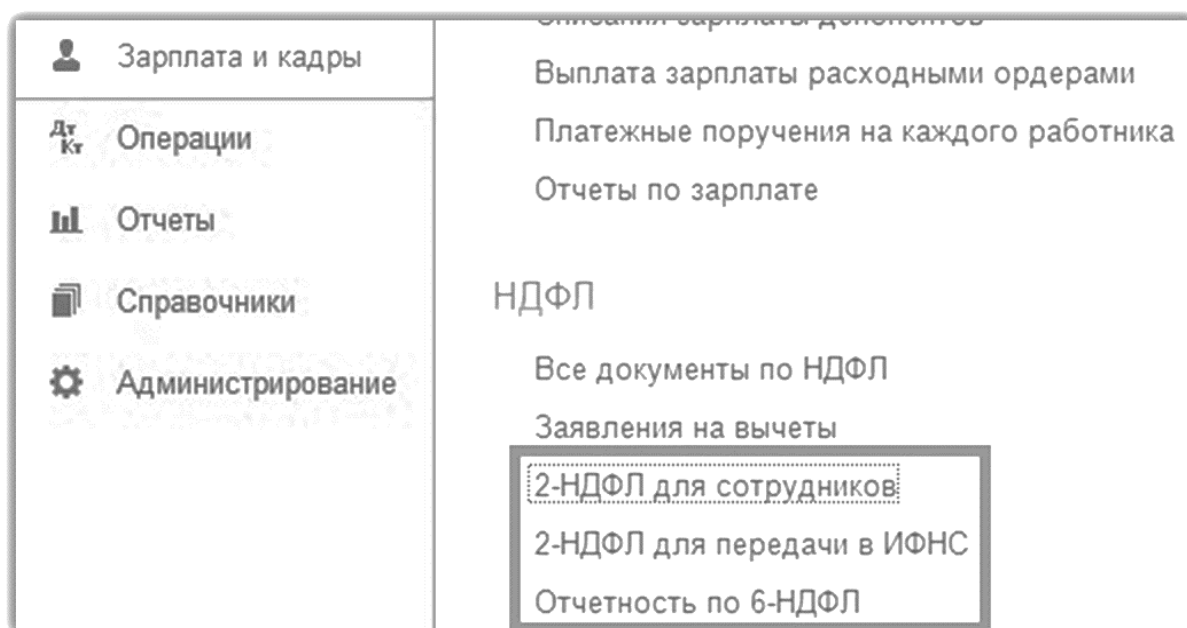 Зарплата и кадры
Дт
Кт
Операции
Отчеты
Справочники
Администрирование
Выплата зарплаты расходными ордерами
Платежные поручения на каждого работника
Отчеты по зарплате
НДФЛ
Все документы по НДФЛ
Заявления на вычеты
2-НДФЛ для сотрудников
2-НДФЛ для передачи в ИФНС
Отчетность по 6-НДФЛ